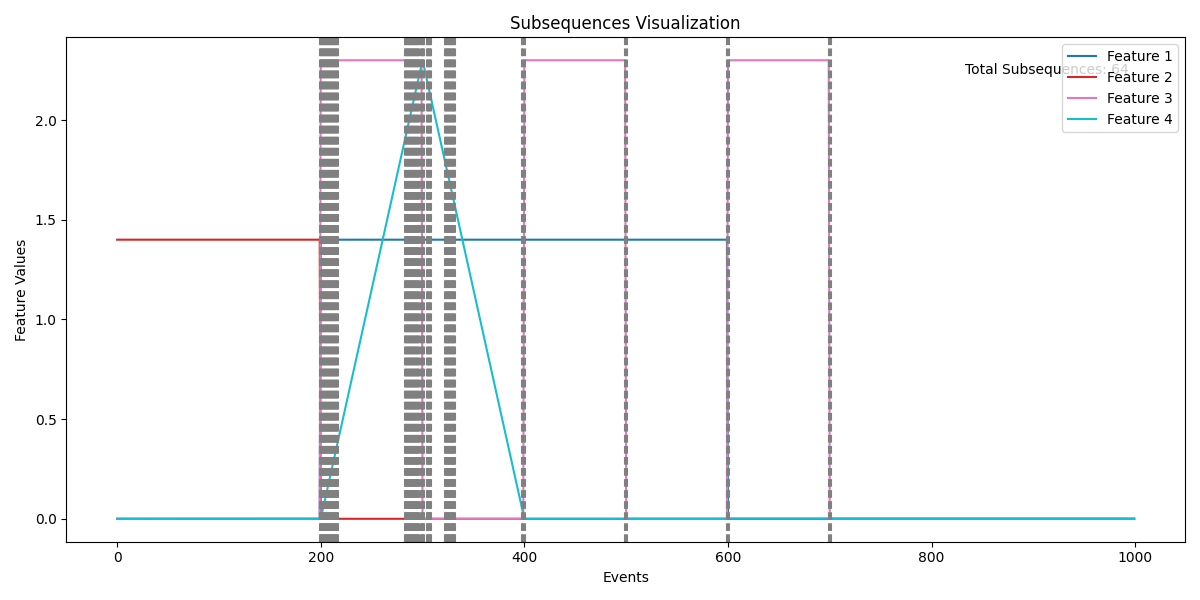 Subsequences Visualization
Feature Values
2.0
1.5
1.0
0.5
0.0
Total Subsequences: 64
Feature 1
Feature 2
Feature 3
Feature 4
0 200 400 600 800 1000
Events